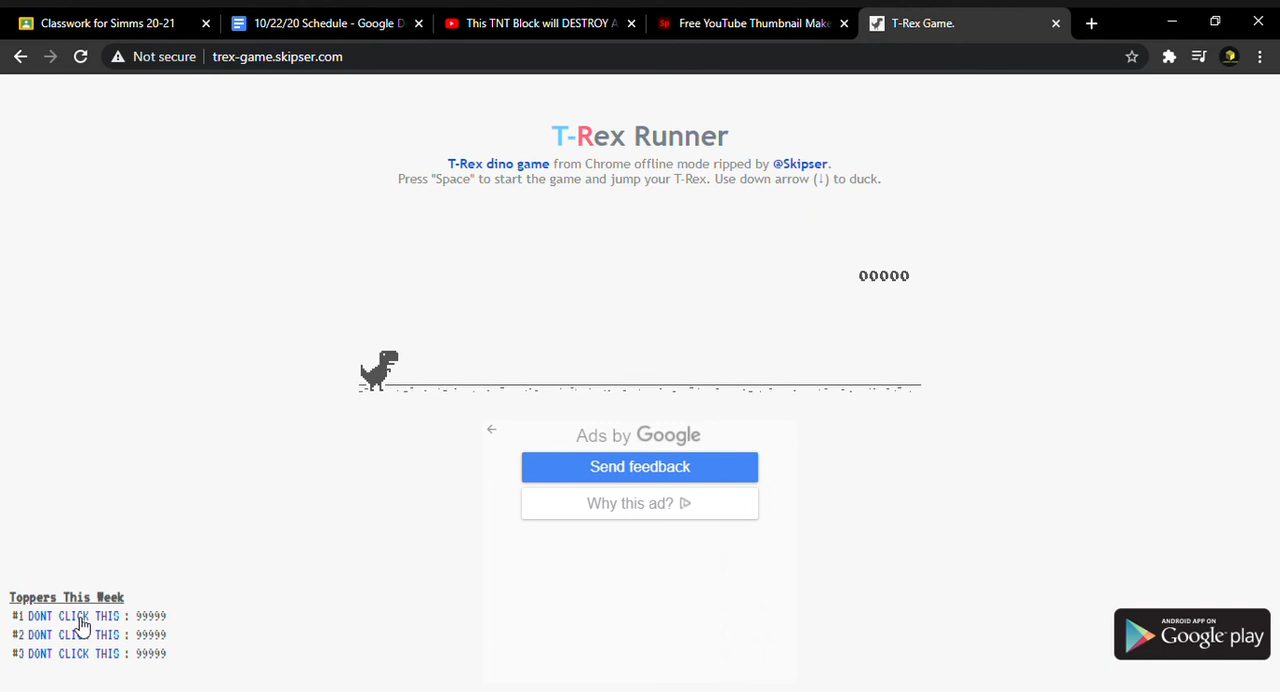 Classwork for Simms 20-21
10/22/20 Schedule - Google D
This TNT Block will DESTROY A
Free YouTube Thumbnail Make
T-Rex Game.
Not secure
trex-game.skipser.com
T-Rex Runner
T-Rex dino game from Chrome offline mode ripped by @Skipser.
Press "Space" to start the game and jump your T-Rex. Use down arrow (↓) to duck.
00000
Ads by Google
Send feedback
Why this ad?
Toppers This Week
#1 DONT CLICK THIS : 99999
#2 DONT CLICK THIS : 99999
#3 DONT CLICK THIS : 99999
ANDROID APP ON
Google play